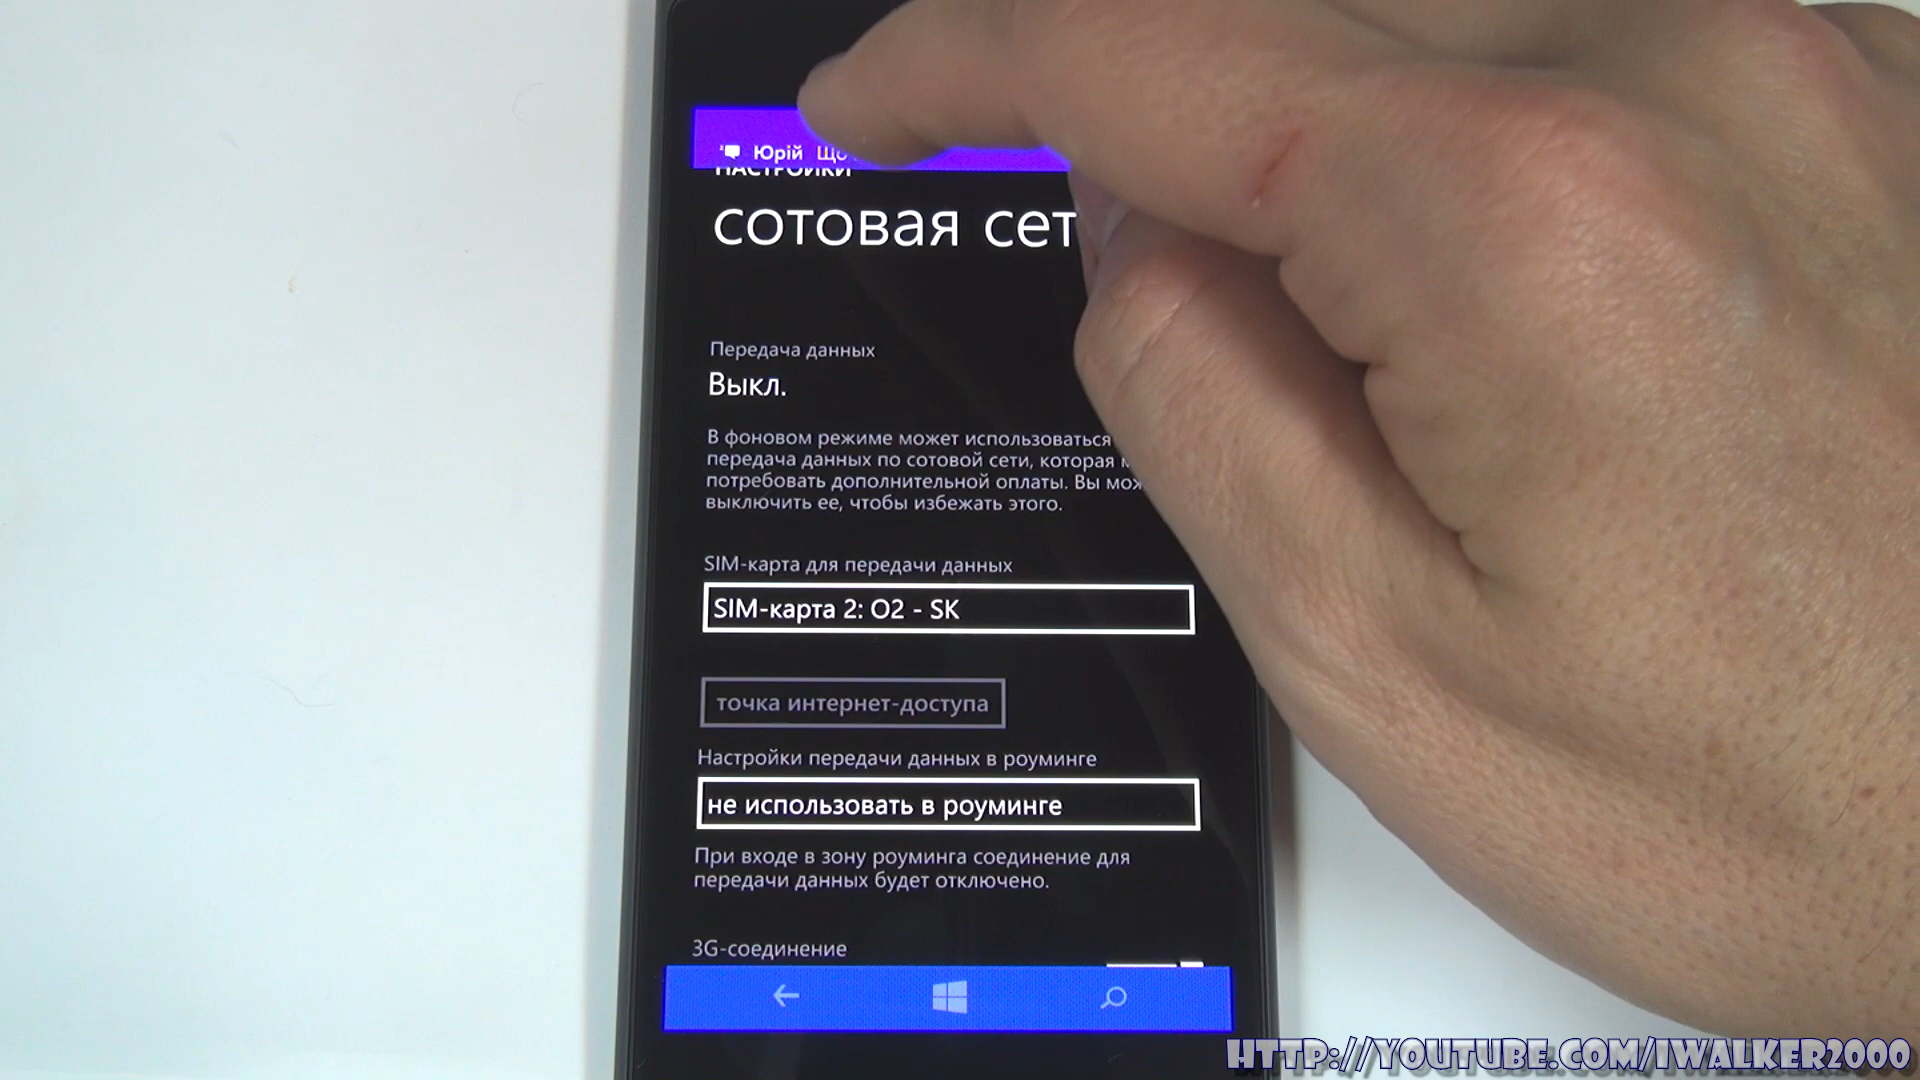 Юрій Що
НАСТРОЙКИ
сотовая сет
Передача данных
Выкл.
В фоновом режиме может использоваться
передача данных по сотовой сети, которая
потребовать дополнительной оплаты. Вы мож
выключить ее, чтобы избежать этого.
SIM-карта для передачи данных
SIM-карта 2: O2 - SK
точка интернет-доступа
Настройки передачи данных в роуминге
не использовать в роуминге
При входе в зону роуминга соединение для
передачи данных будет отключено.
3G-соединение
HTTP://YOUTUBE.COM/IWALKER2000